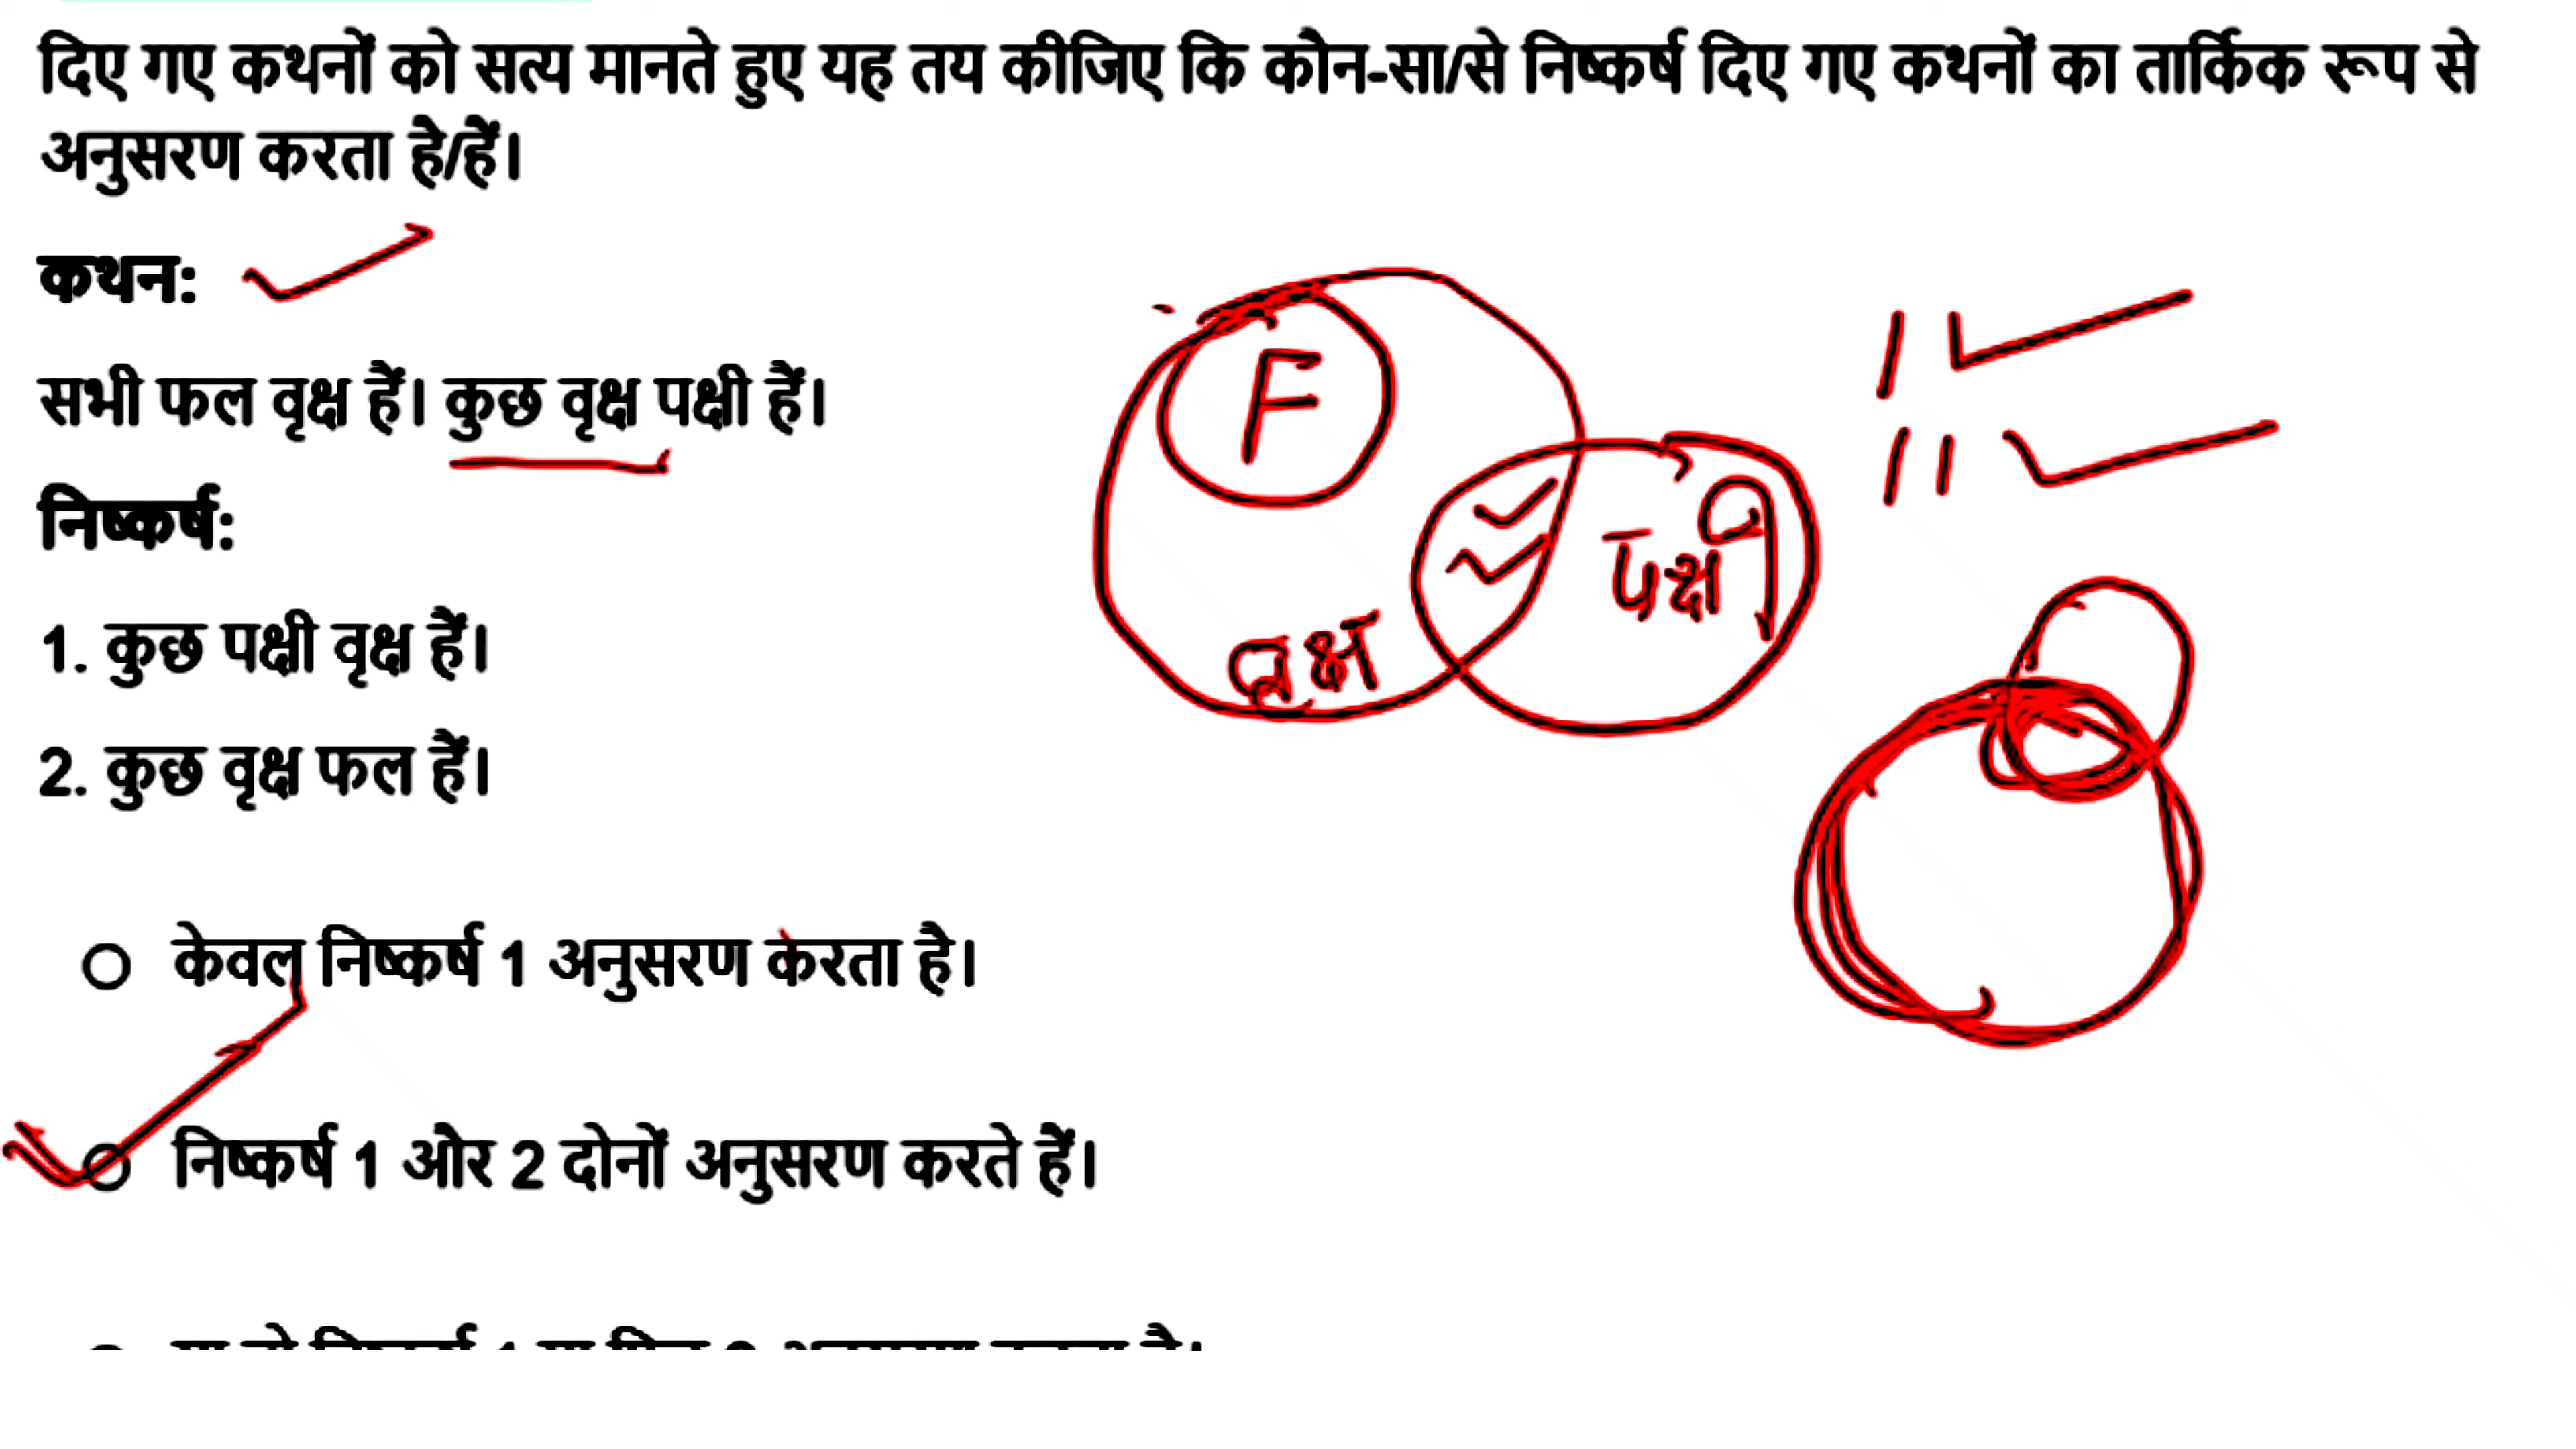 दिए गए कथनों को सत्य मानते हुए यह तय कीजिए कि कौन-सा/से निष्कर्ष दिए गए कथनों का तार्किक रूप से
अनुसरण करता है/हैं।
कथन:
सभी फल वृक्ष हैं। कुछ वृक्ष पक्षी हैं।
निष्कर्ष:
1. कुछ पक्षी वृक्ष हैं।
2. कुछ वृक्ष फल हैं।
केवल निष्कर्ष 1 अनुसरण करता है।
निष्कर्ष 1 और 2 दोनों अनुसरण करते हैं।
F
वृक्ष
पक्षी
I
II